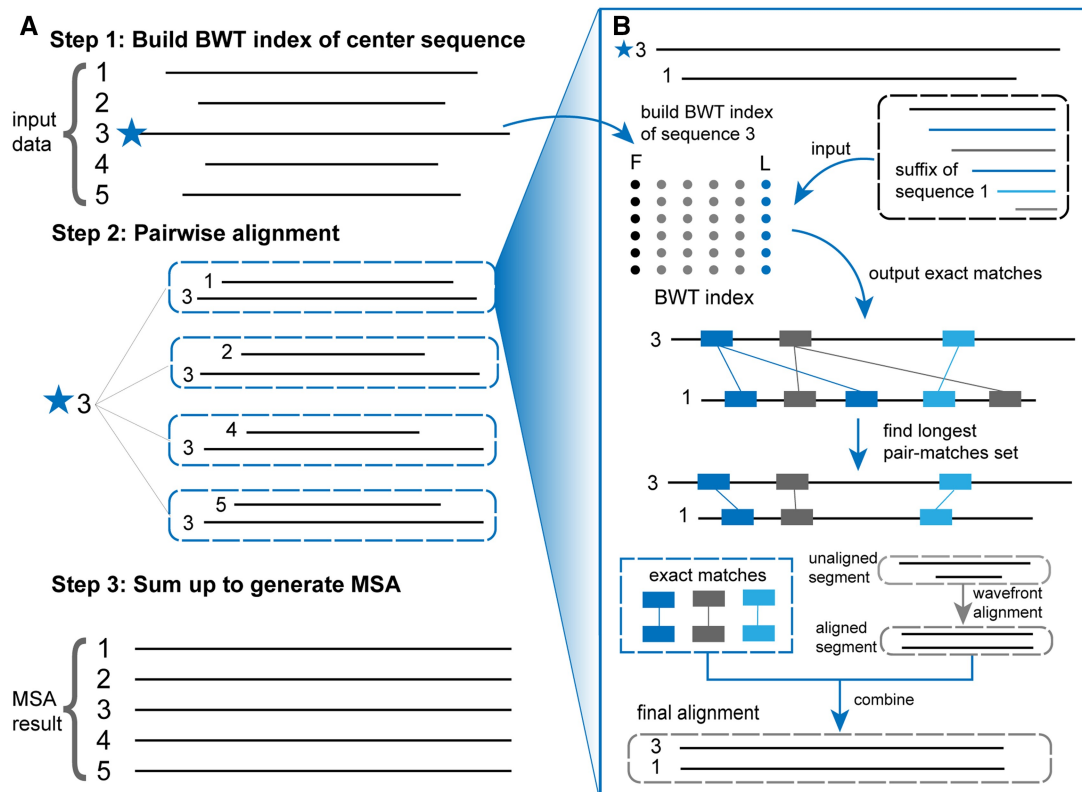 A
Step 1: Build BWT index of center sequence
input
data
1
2
3
4
5
Step 2: Pairwise alignment
3
1
3
2
3
4
3
5
3
Step 3: Sum up to generate MSA
MSA
result
1
2
3
4
5
B
3
1
build BWT index
of sequence 3
input
suffix of
sequence 1
F L
BWT index
output exact matches
3
1
find longest
pair-matches set
3
1
exact matches
unaligned
segment
wavefront
alignment
aligned
segment
combine
final alignment
3
1